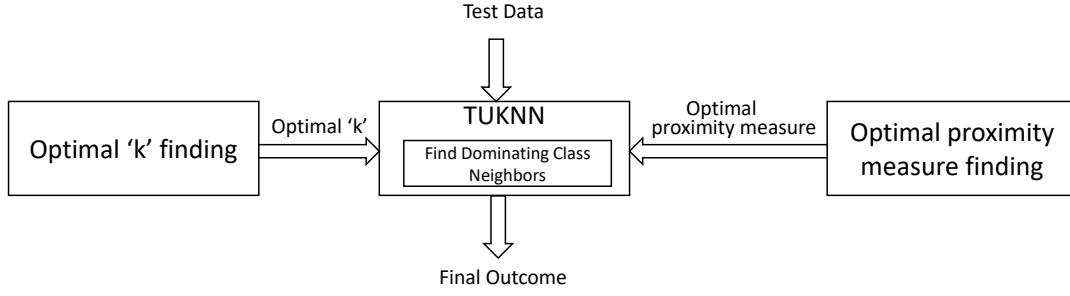 Test Data
Optimal ‘k’ finding
Optimal ‘k’
TUKNN
Find Dominating Class
Neighbors
Optimal
proximity measure
Optimal proximity
measure finding
Final Outcome